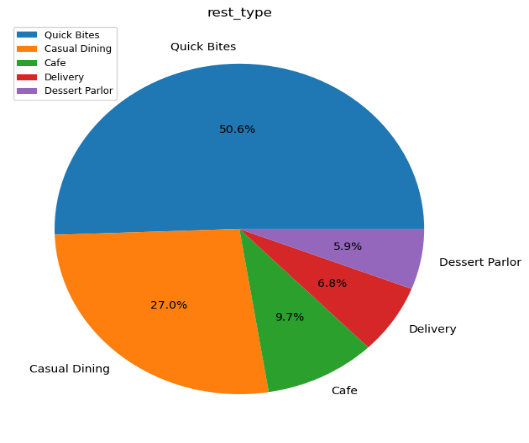 rest_type
Quick Bites
Casual Dining
Cafe
Delivery
Dessert Parlor
Quick Bites
50.6%
5.9%
Dessert Parlor
6.8%
27.0%
9.7%
Delivery
Casual Dining
Cafe